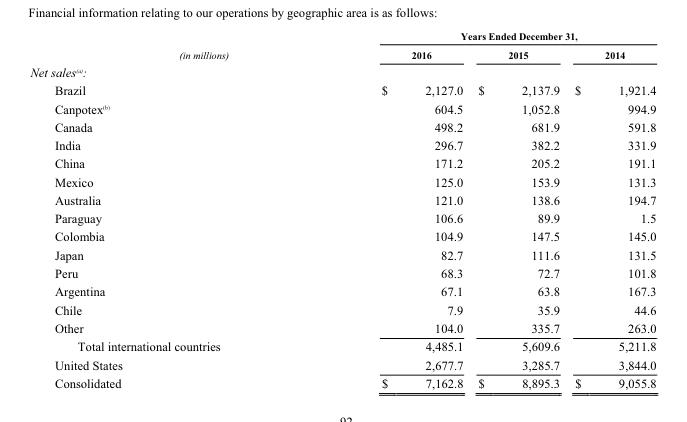 Financial information relating to our operations by geographic area is as follows:
Years Ended December 31,
(in millions) 2016 2015 2014
Net sales(a):
Brazil $ 2,127.0 $ 2,137.9 $ 1,921.4
Canpotex(b) 604.5 1,052.8 994.9
Canada 498.2 681.9 591.8
India 296.7 382.2 331.9
China 171.2 205.2 191.1
Mexico 125.0 153.9 131.3
Australia 121.0 138.6 194.7
Paraguay 106.6 89.9 1.5
Colombia 104.9 147.5 145.0
Japan 82.7 111.6 131.5
Peru 68.3 72.7 101.8
Argentina 67.1 63.8 167.3
Chile 7.9 35.9 44.6
Other 104.0 335.7 263.0
Total international countries 4,485.1 5,609.6 5,211.8
United States 2,677.7 3,285.7 3,844.0
Consolidated $ 7,162.8 $ 8,895.3 $ 9,055.8